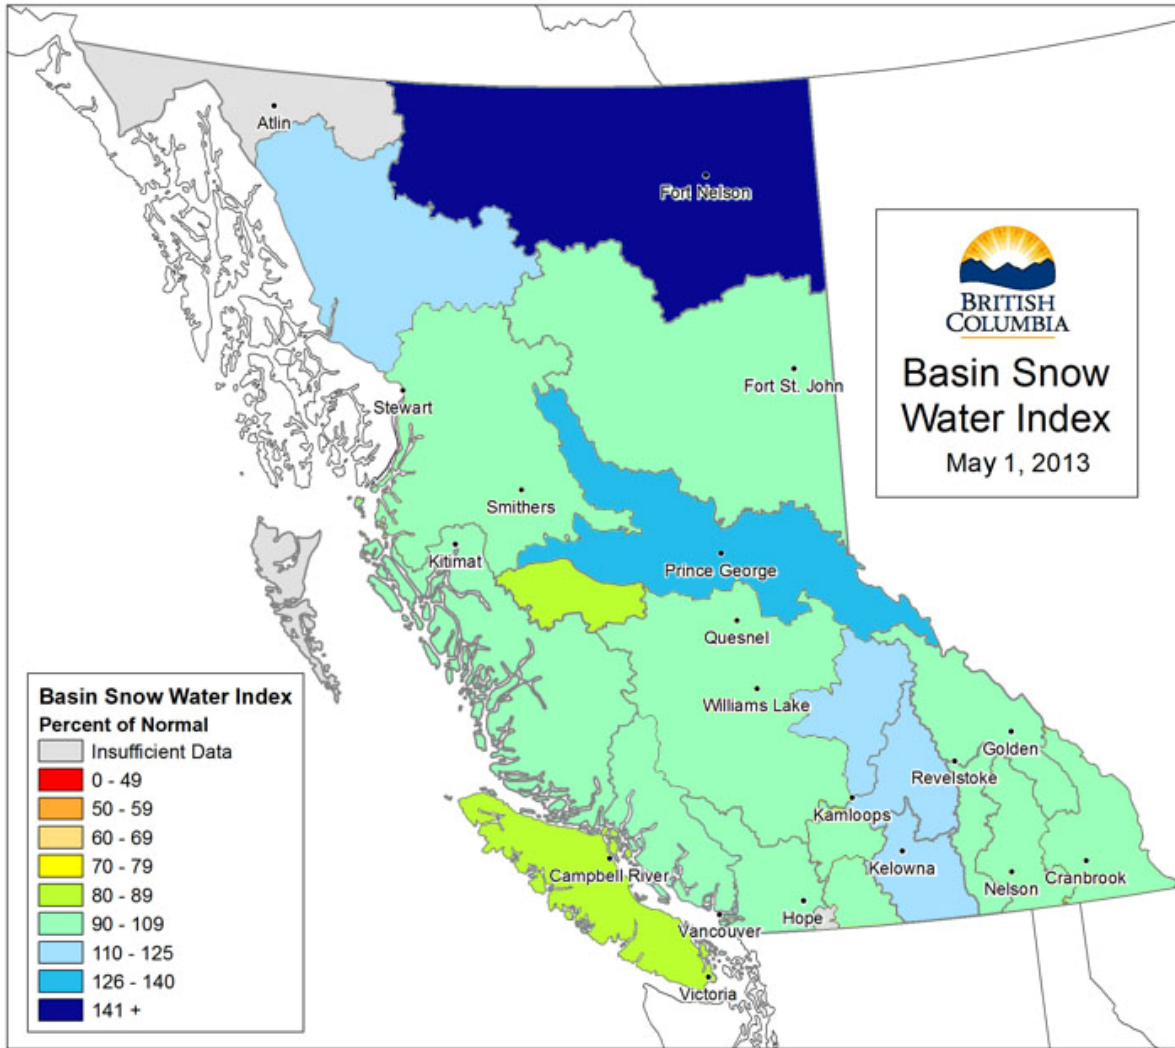 Atlin
Fort Nelson
BRITISH
COLUMBIA
Basin Snow
Water Index
May 1, 2013
Fort St. John
Stewart
Smithers
Kitimat
Prince George
Quesnel
Williams Lake
Golden
Revelstoke
Kamloops
Kelowna
Cranbrook
Nelson
Campbell River
Hope
Vancouver
Victoria
Basin Snow Water Index
Percent of Normal
Insufficient Data
0 - 49
50 - 59
60 - 69
70 - 79
80 - 89
90 - 109
110 - 125
126 - 140
141 +